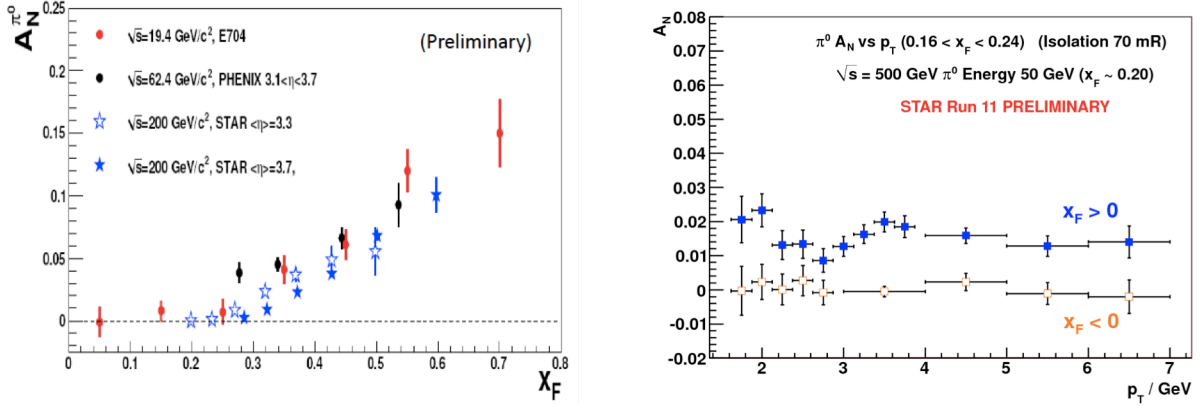 A_N^π⁰
0.25
0.2
0.15
0.1
0.05
0
√s=19.4 GeV/c², E704
(Preliminary)
√s=62.4 GeV/c², PHENIX 3.1<η<3.7
√s=200 GeV/c², STAR <η>=3.3
√s=200 GeV/c², STAR <η>=3.7,
0 0.1 0.2 0.3 0.4 0.5 0.6 0.7 0.8
X_F
A_N
0.08
0.07
0.06
0.05
0.04
0.03
0.02
0.01
0
-0.01
-0.02
π⁰ A_N vs p_T (0.16 < x_F < 0.24) (Isolation 70 mR)
√s = 500 GeV π⁰ Energy 50 GeV (x_F ~ 0.20)
STAR Run 11 PRELIMINARY
x_F > 0
x_F < 0
2 3 4 5 6 7
p_T / GeV